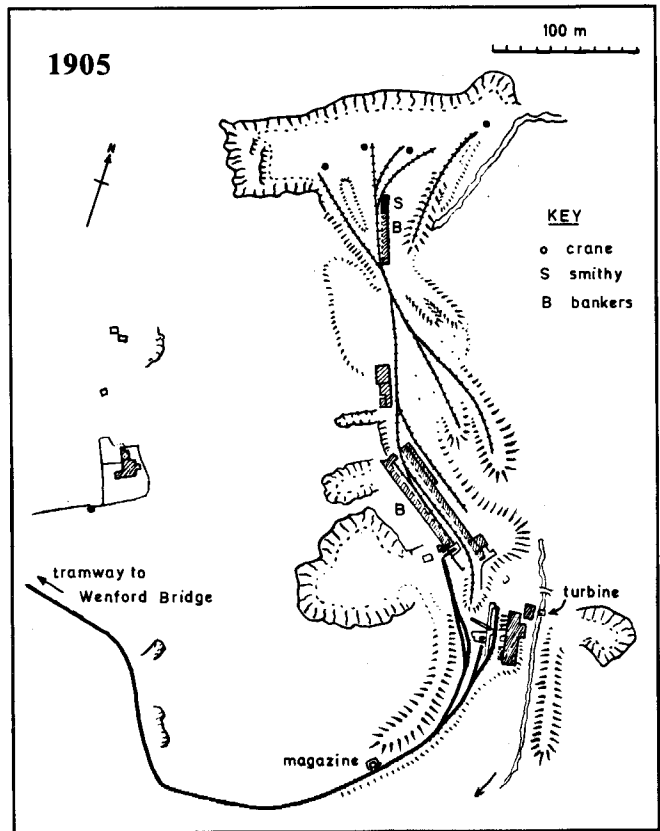 1905
100 m
N
KEY
crane
S smithy
B bankers
S
B
B
tramway to
Wenford Bridge
turbine
magazine